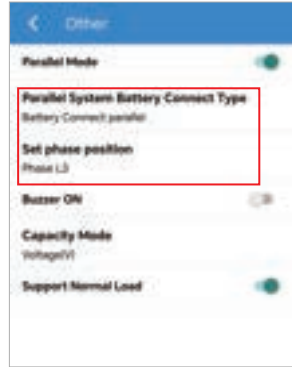 Other
Parallel Mode
Parallel System Battery Connect Type
Battery Connect parallel
Set phase position
Phase L3
Buzzer ON
Capacity Mode
Voltage(V)
Support Normal Load